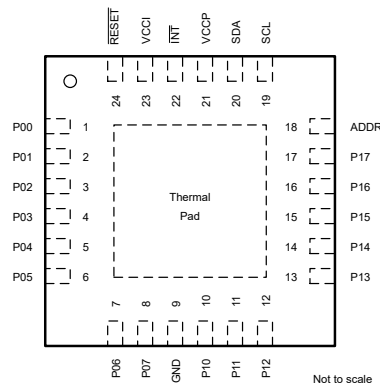 RESET VCCI INT VCCP SDA SCL
24 23 22 21 20 19
P00 1 18 ADDR
P01 2 17 P17
P02 3 16 P16
P03 4 15 P15
P04 5 14 P14
P05 6 13 P13
Thermal
Pad
7 8 9 10 11 12
P06 P07 GND P10 P11 P12
Not to scale